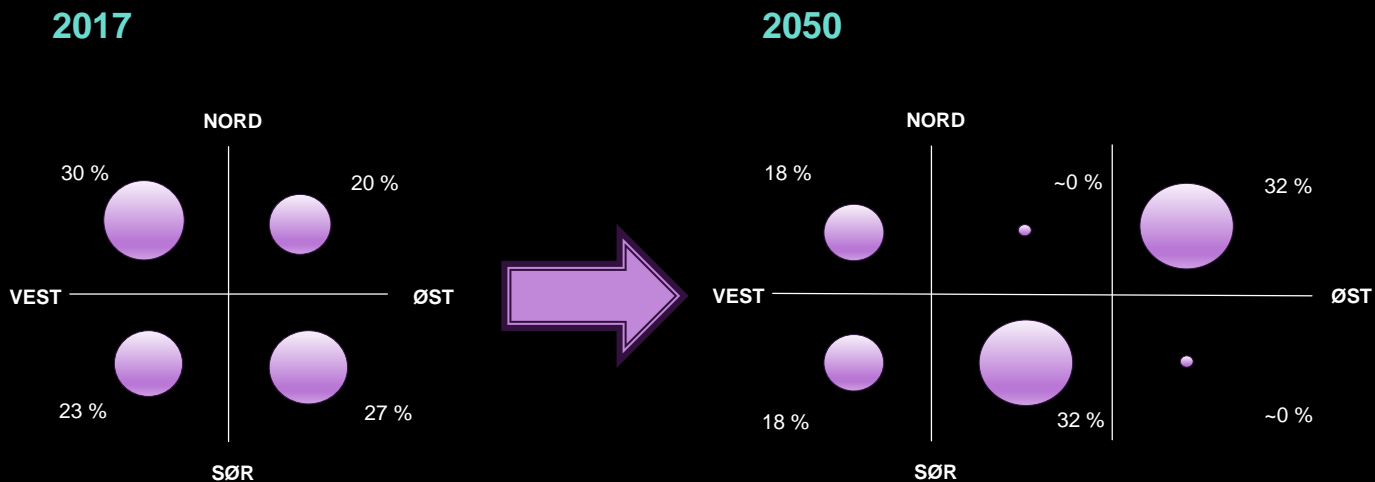 2017
NORD
30 %
20 %
VEST
ØST
23 %
27 %
SØR
2050
NORD
18 %
~0 %
32 %
VEST
ØST
18 %
32 %
~0 %
SØR